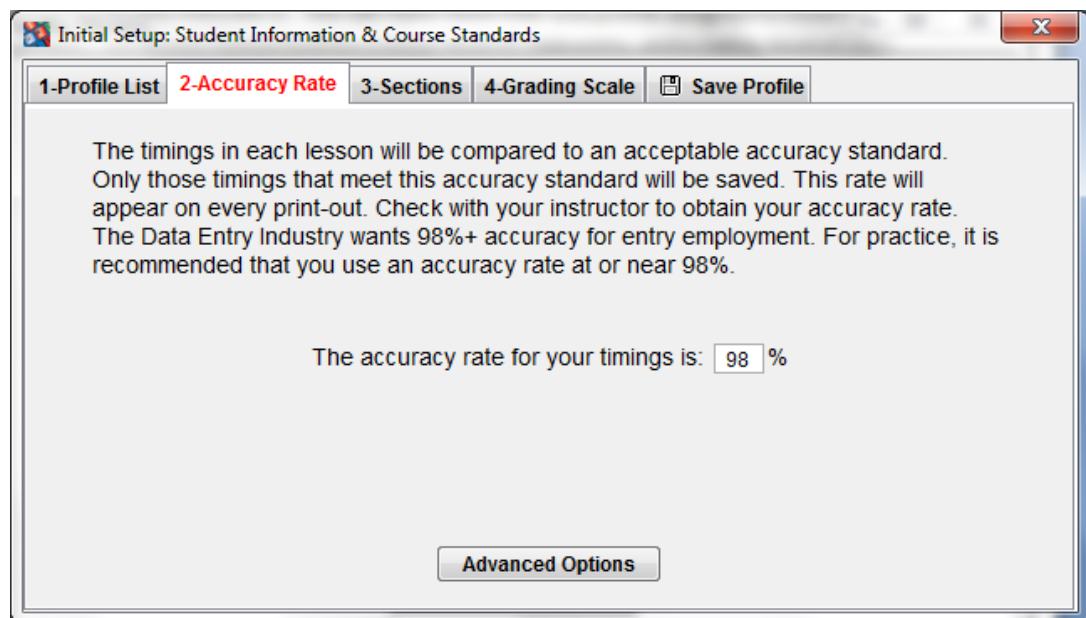 Initial Setup: Student Information & Course Standards
X
1-Profile List 2-Accuracy Rate 3-Sections 4-Grading Scale Save Profile
The timings in each lesson will be compared to an acceptable accuracy standard.
Only those timings that meet this accuracy standard will be saved. This rate will
appear on every print-out. Check with your instructor to obtain your accuracy rate.
The Data Entry Industry wants 98%+ accuracy for entry employment. For practice, it is
recommended that you use an accuracy rate at or near 98%.
The accuracy rate for your timings is: 98 %
Advanced Options